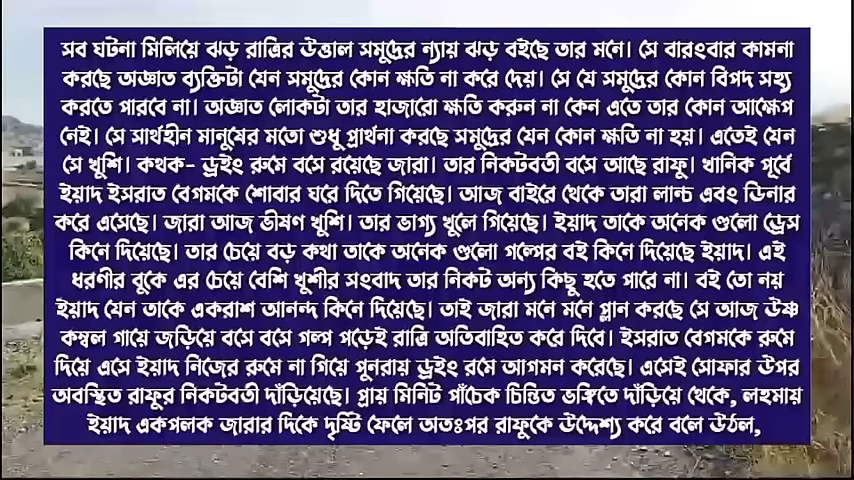 সব ঘটনা মিলিয়ে ঝড় রাত্রির উত্তাল সমুদ্রের ন্যায় ঝড় বইছে তার মনে। সে বারংবার কামনা
করছে অজ্ঞাত ব্যক্তিটা যেন সমুদ্রের কোন ক্ষতি না করে দেয়। সে যে সমুদ্রের কোন বিপদ সহ্য
করতে পারবে না। অজ্ঞাত লোকটা তার হাজারো ক্ষতি করুন না কেন এতে তার কোন আক্ষেপ
নেই। সে সার্থহীন মানুষের মতো শুধু প্রার্থনা করছে সমুদ্রের যেন কোন ক্ষতি না হয়। এতেই যেন
সে খুশি। কথক- ড্রইং রুমে বসে রয়েছে জারা। তার নিকটবর্তী বসে আছে রাফু। খানিক পূর্বে
ইয়াদ ইসরাত বেগমকে শোবার ঘরে দিতে গিয়েছে। আজ বাইরে থেকে তারা লান্চ এবং ডিনার
করে এসেছে। জারা আজ ভীষণ খুশি। তার ভাগ্য খুলে গিয়েছে। ইয়াদ তাকে অনেক গুলো ড্রেস
কিনে দিয়েছে। তার চেয়ে বড় কথা তাকে অনেক গুলো গল্পের বই কিনে দিয়েছে ইয়াদ। এই
ধরণীর বুকে এর চেয়ে বেশি খুশীর সংবাদ তার নিকট অন্য কিছু হতে পারে না। বই তো নয়
ইয়াদ যেন তাকে একরাশ আনন্দ কিনে দিয়েছে। তাই জারা মনে মনে প্লান করছে সে আজ উষ্ণ
কম্বল গায়ে জড়িয়ে বসে বসে গল্প পড়েই রাত্রি অতিবাহিত করে দিবে। ইসরাত বেগমকে রুমে
দিয়ে এসে ইয়াদ নিজের রুমে না গিয়ে পুনরায় ড্রইং রমে আগমন করেছে। এসেই সোফার উপর
অবস্থিত রাফুর নিকটবর্তী দাঁড়িয়েছে। প্রায় মিনিট পাঁচেক চিন্তিত ভঙ্গিতে দাঁড়িয়ে থেকে, লহমায়
ইয়াদ একপলক জারার দিকে দৃষ্টি ফেলে অতঃপর রাফুকে উদ্দেশ্য করে বলে উঠল,